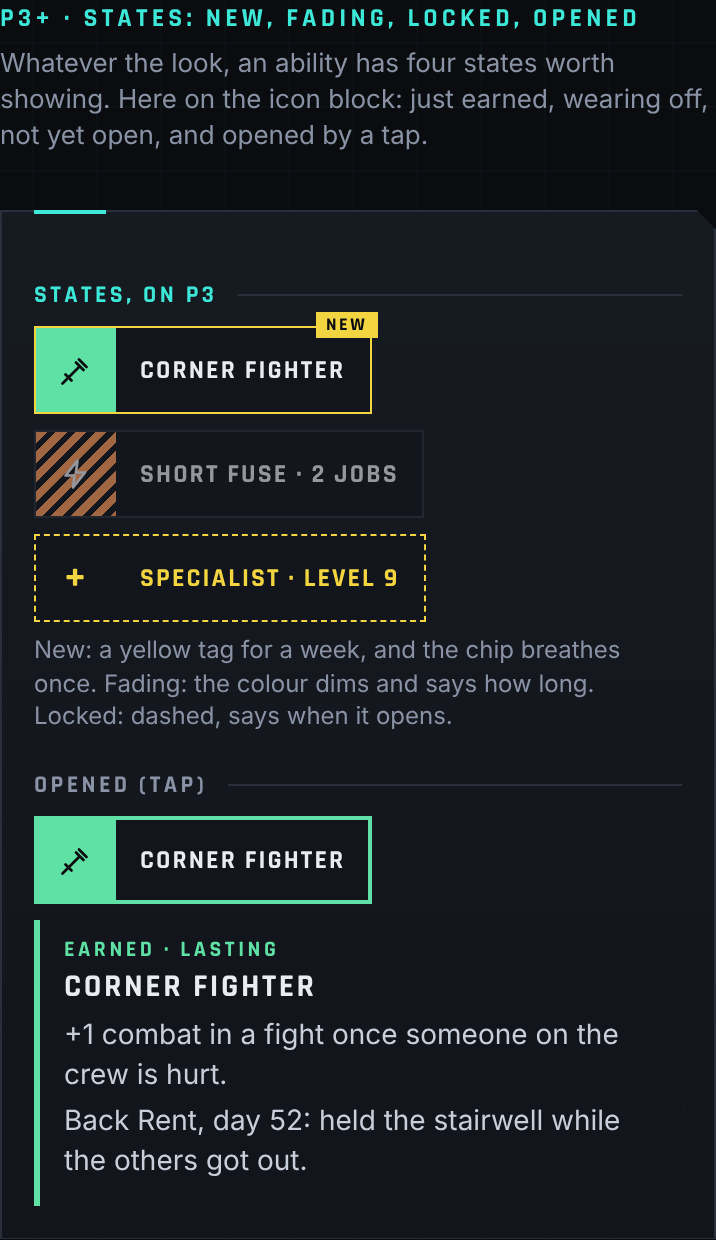 P3+ · STATES: NEW, FADING, LOCKED, OPENED
Whatever the look, an ability has four states worth
showing. Here on the icon block: just earned, wearing off,
not yet open, and opened by a tap.
STATES, ON P3
NEW
CORNER FIGHTER
SHORT FUSE · 2 JOBS
+ SPECIALIST · LEVEL 9
New: a yellow tag for a week, and the chip breathes
once. Fading: the colour dims and says how long.
Locked: dashed, says when it opens.
OPENED (TAP)
CORNER FIGHTER
EARNED · LASTING
CORNER FIGHTER
+1 combat in a fight once someone on the
crew is hurt.
Back Rent, day 52: held the stairwell while
the others got out.